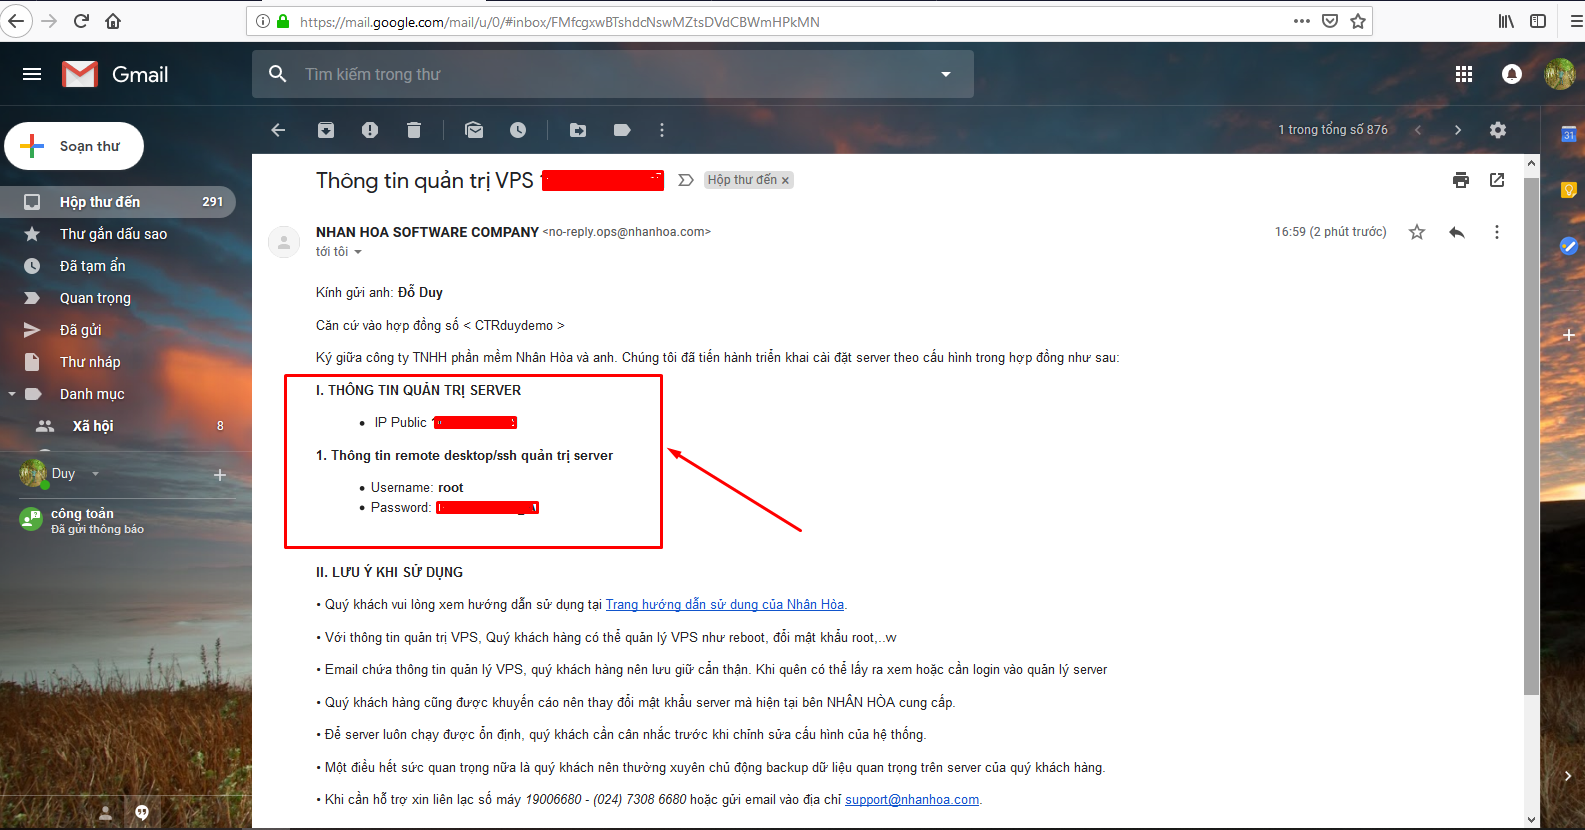 https://mail.google.com/mail/u/0/#inbox/FMfcgxwBTshdcNswMZtsDVdCBWmHPkMN
Gmail
Tìm kiếm trong thư
Soạn thư
1 trong tổng số 876
31
Hộp thư đến 291
Thư gắn dấu sao
Đã tạm ẩn
Quan trọng
Đã gửi
Thư nháp
Danh mục
Xã hội 8
Duy
công toàn
Đã gửi thông báo
Thông tin quản trị VPS
Hộp thư đến x
NHAN HOA SOFTWARE COMPANY <no-reply.ops@nhanhoa.com>
16:59 (2 phút trước)
tới tôi
Kính gửi anh: Đỗ Duy
Căn cứ vào hợp đồng số < CTRduydemo >
Ký giữa công ty TNHH phần mềm Nhân Hòa và anh. Chúng tôi đã tiến hành triển khai cài đặt server theo cấu hình trong hợp đồng như sau:
I. THÔNG TIN QUẢN TRỊ SERVER
• IP Public
1. Thông tin remote desktop/ssh quản trị server
• Username: root
• Password:
II. LƯU Ý KHI SỬ DỤNG
• Quý khách vui lòng xem hướng dẫn sử dụng tại Trang hướng dẫn sử dung của Nhân Hòa.
• Với thông tin quản trị VPS, Quý khách hàng có thể quản lý VPS như reboot, đổi mật khẩu root,..vv
• Email chứa thông tin quản lý VPS, quý khách hàng nên lưu giữ cẩn thận. Khi quên có thể lấy ra xem hoặc cần login vào quản lý server
• Quý khách hàng cũng được khuyến cáo nên thay đổi mật khẩu server mà hiện tại bên NHÂN HÒA cung cấp.
• Để server luôn chạy được ổn định, quý khách cần cân nhắc trước khi chỉnh sửa cấu hình của hệ thống.
• Một điều hết sức quan trọng nữa là quý khách nên thường xuyên chủ động backup dữ liệu quan trọng trên server của quý khách hàng.
• Khi cần hỗ trợ xin liên lạc số máy 19006680 - (024) 7308 6680 hoặc gửi email vào địa chỉ support@nhanhoa.com.